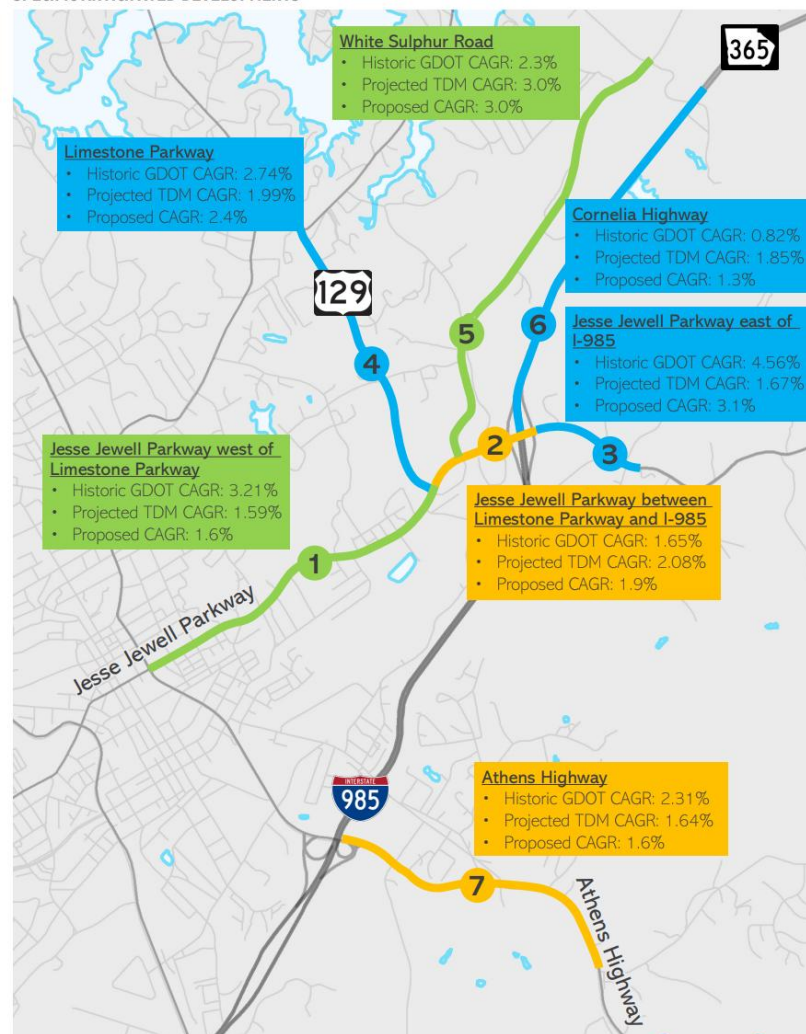 White Sulphur Road
• Historic GDOT CAGR: 2.3%
• Projected TDM CAGR: 3.0%
• Proposed CAGR: 3.0%
365
Limestone Parkway
• Historic GDOT CAGR: 2.74%
• Projected TDM CAGR: 1.99%
• Proposed CAGR: 2.4%
Cornelia Highway
• Historic GDOT CAGR: 0.82%
• Projected TDM CAGR: 1.85%
• Proposed CAGR: 1.3%
129
5
6
4
Jesse Jewell Parkway east of
I-985
• Historic GDOT CAGR: 4.56%
• Projected TDM CAGR: 1.67%
• Proposed CAGR: 3.1%
2
3
Jesse Jewell Parkway west of
Limestone Parkway
• Historic GDOT CAGR: 3.21%
• Projected TDM CAGR: 1.59%
• Proposed CAGR: 1.6%
Jesse Jewell Parkway between
Limestone Parkway and I-985
• Historic GDOT CAGR: 1.65%
• Projected TDM CAGR: 2.08%
• Proposed CAGR: 1.9%
1
Jesse Jewell Parkway
INTERSTATE
985
Athens Highway
• Historic GDOT CAGR: 2.31%
• Projected TDM CAGR: 1.64%
• Proposed CAGR: 1.6%
7
Athens Highway